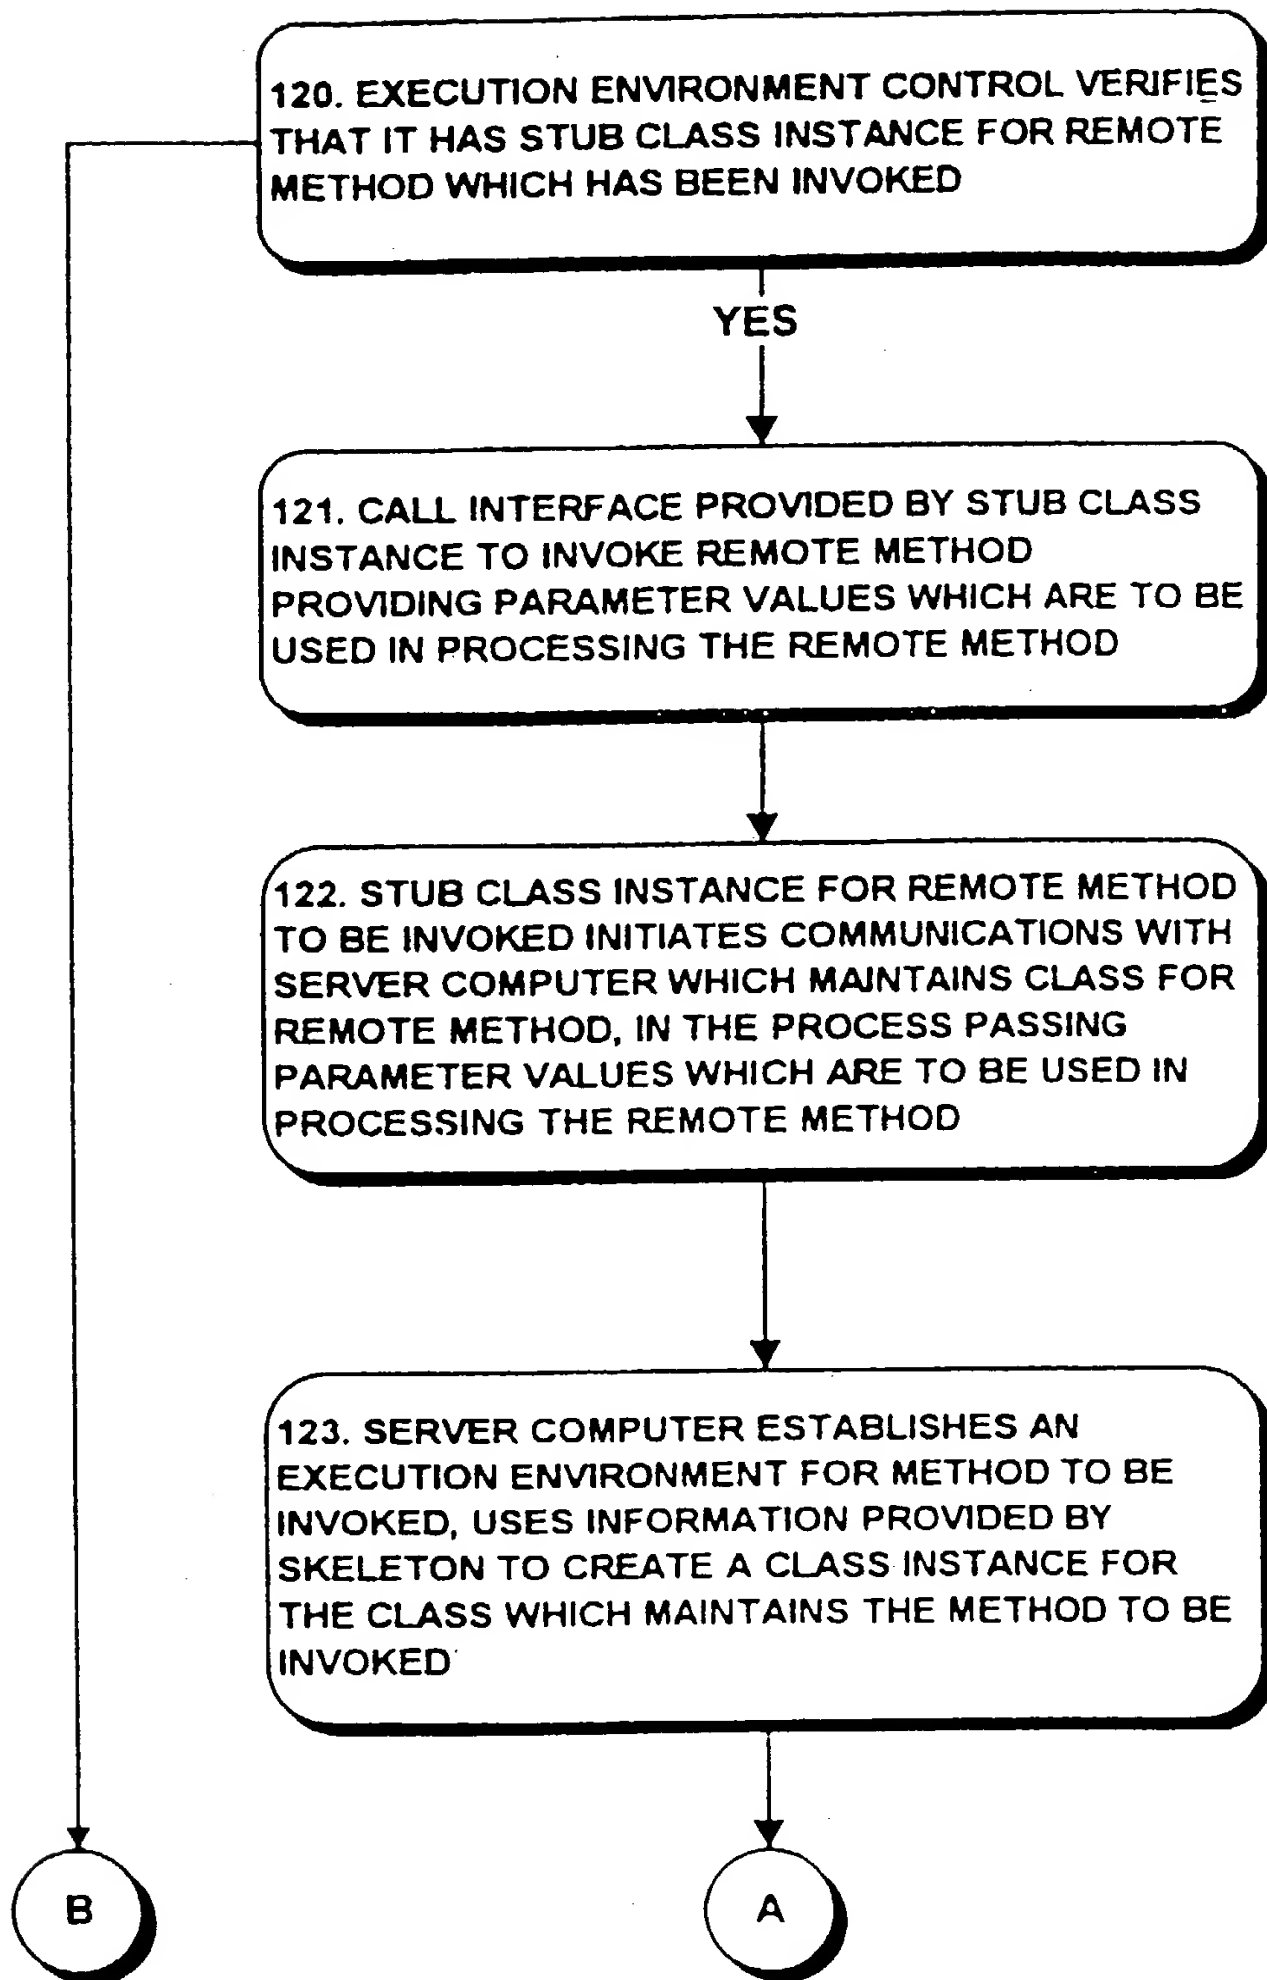 120. EXECUTION ENVIRONMENT CONTROL VERIFIES
THAT IT HAS STUB CLASS INSTANCE FOR REMOTE
METHOD WHICH HAS BEEN INVOKED
YES
121. CALL INTERFACE PROVIDED BY STUB CLASS
INSTANCE TO INVOKE REMOTE METHOD
PROVIDING PARAMETER VALUES WHICH ARE TO BE
USED IN PROCESSING THE REMOTE METHOD
122. STUB CLASS INSTANCE FOR REMOTE METHOD
TO BE INVOKED INITIATES COMMUNICATIONS WITH
SERVER COMPUTER WHICH MAINTAINS CLASS FOR
REMOTE METHOD, IN THE PROCESS PASSING
PARAMETER VALUES WHICH ARE TO BE USED IN
PROCESSING THE REMOTE METHOD
123. SERVER COMPUTER ESTABLISHES AN
EXECUTION ENVIRONMENT FOR METHOD TO BE
INVOKED, USES INFORMATION PROVIDED BY
SKELETON TO CREATE A CLASS INSTANCE FOR
THE CLASS WHICH MAINTAINS THE METHOD TO BE
INVOKED
B
A